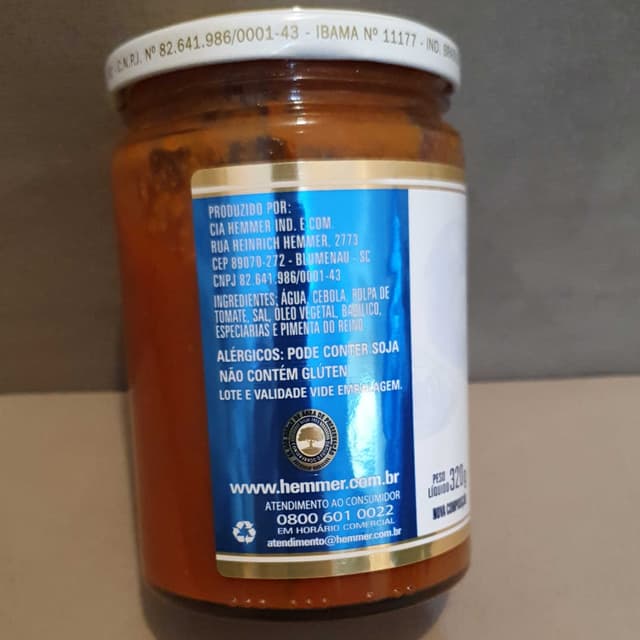 C.N.P.J. Nº 82.641.986/0001-43 - IBAMA Nº 11177 - IND.
PRODUZIDO POR:
CIA HEMMER IND. E COM.
RUA HEINRICH HEMMER, 2773
CEP 89070-272 - BLUMENAU - SC
CNPJ 82.641.986/0001-43
INGREDIENTES: ÁGUA, CEBOLA, POLPA DE
TOMATE, SAL, ÓLEO VEGETAL, BASÍLICO,
ESPECIARIAS E PIMENTA DO REINO
ALÉRGICOS: PODE CONTER SOJA
NÃO CONTÉM GLÚTEN
LOTE E VALIDADE VIDE EMBALAGEM.
www.hemmer.com.br
ATENDIMENTO AO CONSUMIDOR
0800 601 0022
EM HORÁRIO COMERCIAL
atendimento@hemmer.com.br
PESO
LÍQUIDO 320g
NOVA COMPOSIÇÃO